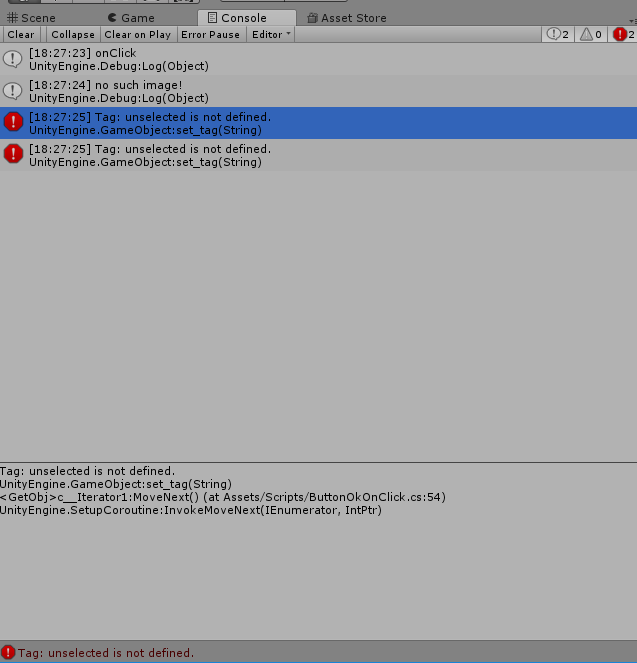 Scene
Game
Console
Asset Store
Clear
Collapse
Clear on Play
Error Pause
Editor
2
0
2
[18:27:23] onClick
UnityEngine.Debug:Log(Object)
[18:27:24] no such image!
UnityEngine.Debug:Log(Object)
[18:27:25] Tag: unselected is not defined.
UnityEngine.GameObject:set_tag(String)
[18:27:25] Tag: unselected is not defined.
UnityEngine.GameObject:set_tag(String)
Tag: unselected is not defined.
UnityEngine.GameObject:set_tag(String)
<GetObj>c__Iterator1:MoveNext() (at Assets/Scripts/ButtonOkOnClick.cs:54)
UnityEngine.SetupCoroutine:InvokeMoveNext(IEnumerator, IntPtr)
Tag: unselected is not defined.